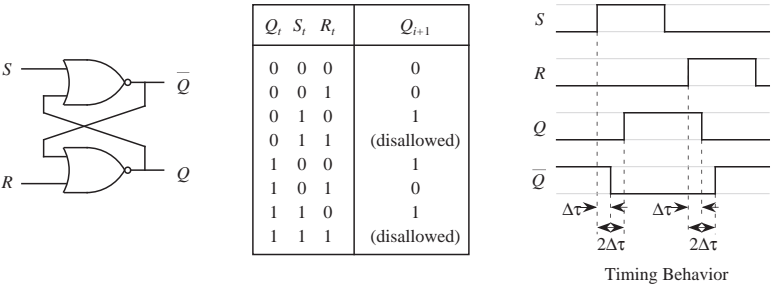 S
R
Q̅
Q
Qt St Rt Qi+1
0 0 0 0
0 0 1 0
0 1 0 1
0 1 1 (disallowed)
1 0 0 1
1 0 1 0
1 1 0 1
1 1 1 (disallowed)
S
R
Q
Q̅
Δτ Δτ
2Δτ 2Δτ
Timing Behavior